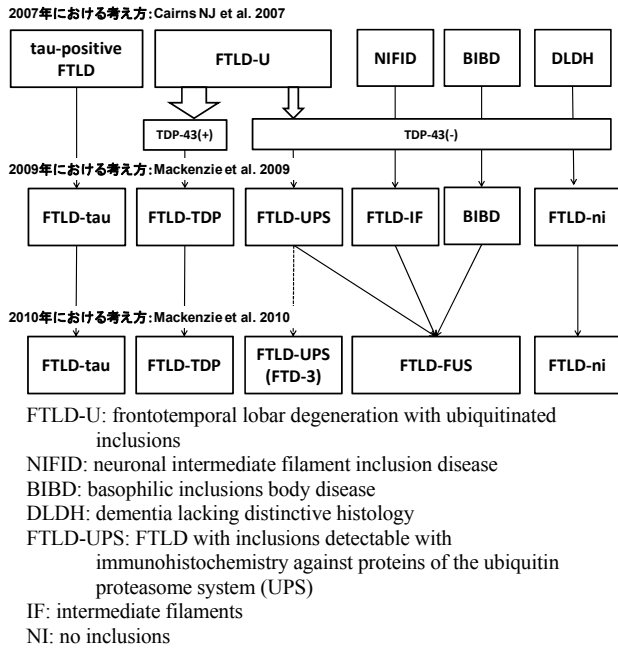 2007年における考え方:Cairns NJ et al. 2007
tau-positive
FTLD
FTLD-U
NIFID
BIBD
DLDH
TDP-43(+)
TDP-43(-)
2009年における考え方:Mackenzie et al. 2009
FTLD-tau
FTLD-TDP
FTLD-UPS
FTLD-IF
BIBD
FTLD-ni
2010年における考え方:Mackenzie et al. 2010
FTLD-tau
FTLD-TDP
FTLD-UPS
(FTD-3)
FTLD-FUS
FTLD-ni
FTLD-U: frontotemporal lobar degeneration with ubiquitinated
inclusions
NIFID: neuronal intermediate filament inclusion disease
BIBD: basophilic inclusions body disease
DLDH: dementia lacking distinctive histology
FTLD-UPS: FTLD with inclusions detectable with
immunohistochemistry against proteins of the ubiquitin
proteasome system (UPS)
IF: intermediate filaments
NI: no inclusions